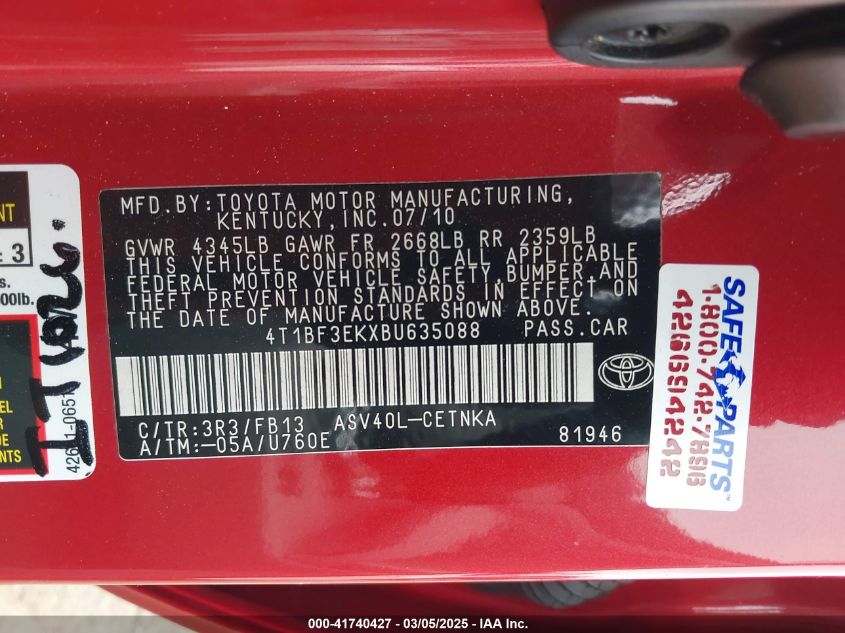 MFD.BY:TOYOTA MOTOR MANUFACTURING,
KENTUCKY,INC.07/10
GVWR 4345LB GAWR FR 2668LB RR 2359LB
THIS VEHICLE CONFORMS TO ALL APPLICABLE
FEDERAL MOTOR VEHICLE SAFETY,BUMPER,AND
THEFT PREVENTION STANDARDS IN EFFECT ON
THE DATE OF MANUFACTURE SHOWN ABOVE.
4T1BF3EKXBU635088 PASS.CAR
C/TR:3R3/FB13 ASV40L-CETNKA
A/TM:-05A/U760E 81946
3
00lb.
SAFE PARTS
1-800-742-7896
000-41740427 - 03/05/2025 - IAA Inc.